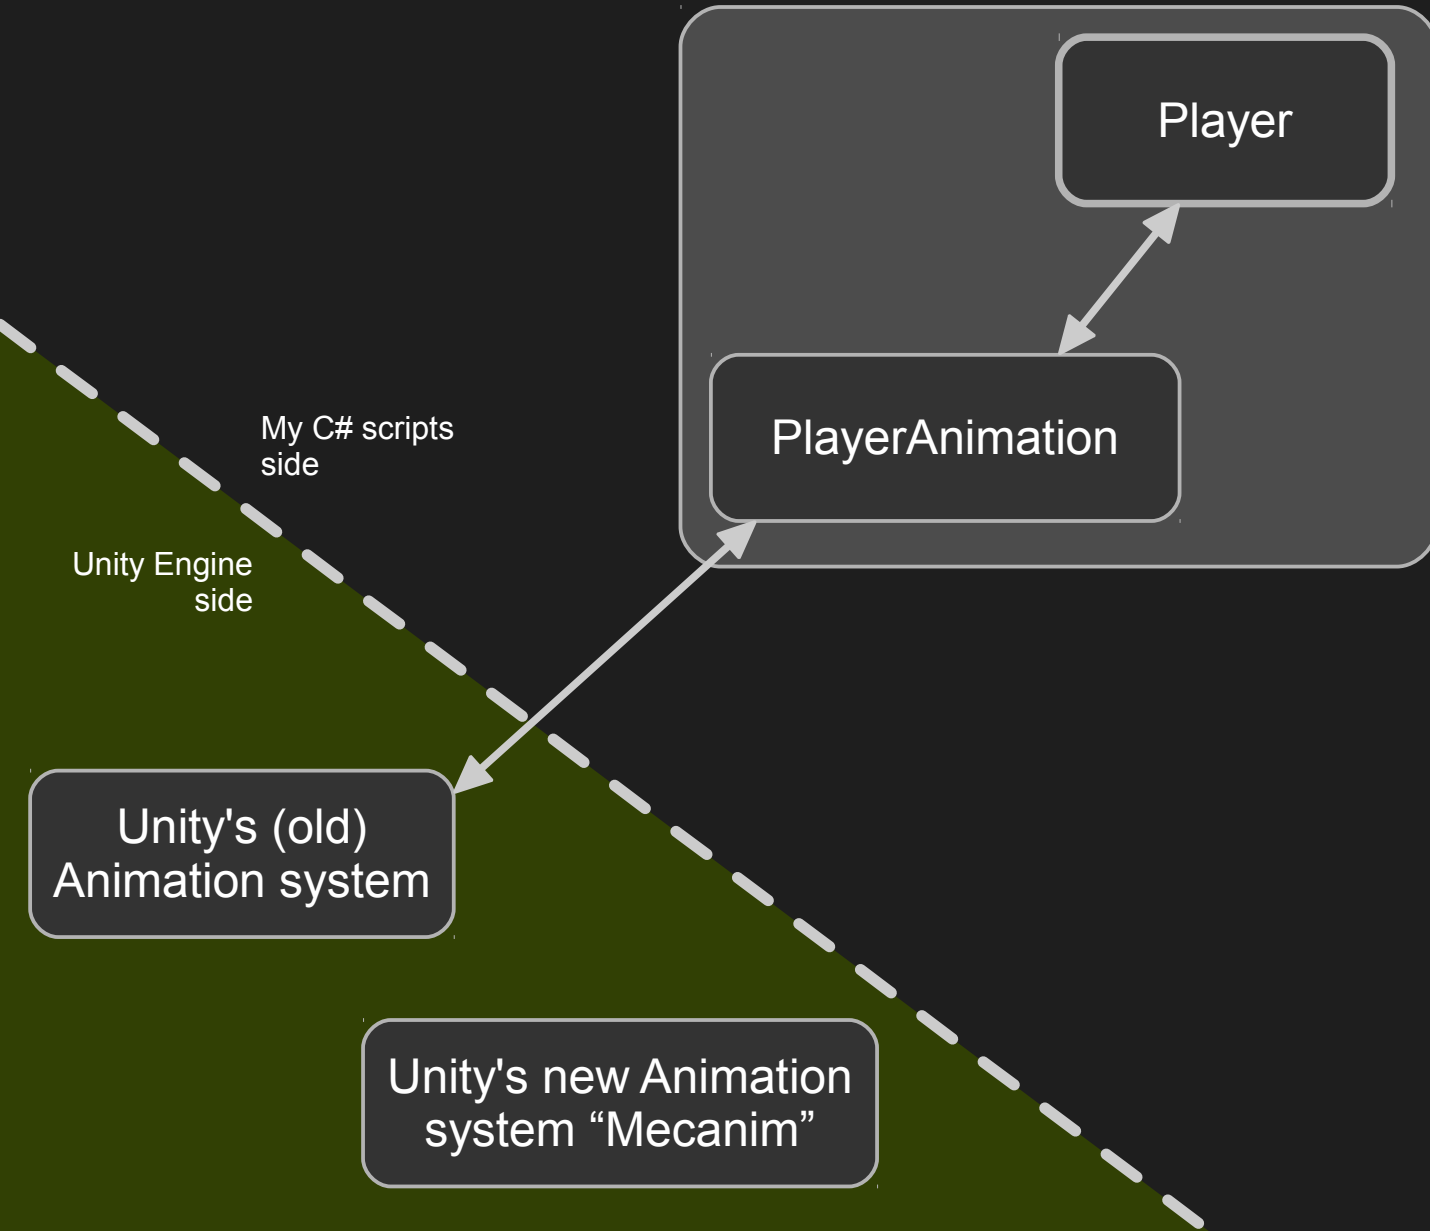 Player
PlayerAnimation
My C# scripts
side
Unity Engine
side
Unity's (old)
Animation system
Unity's new Animation
system “Mecanim”